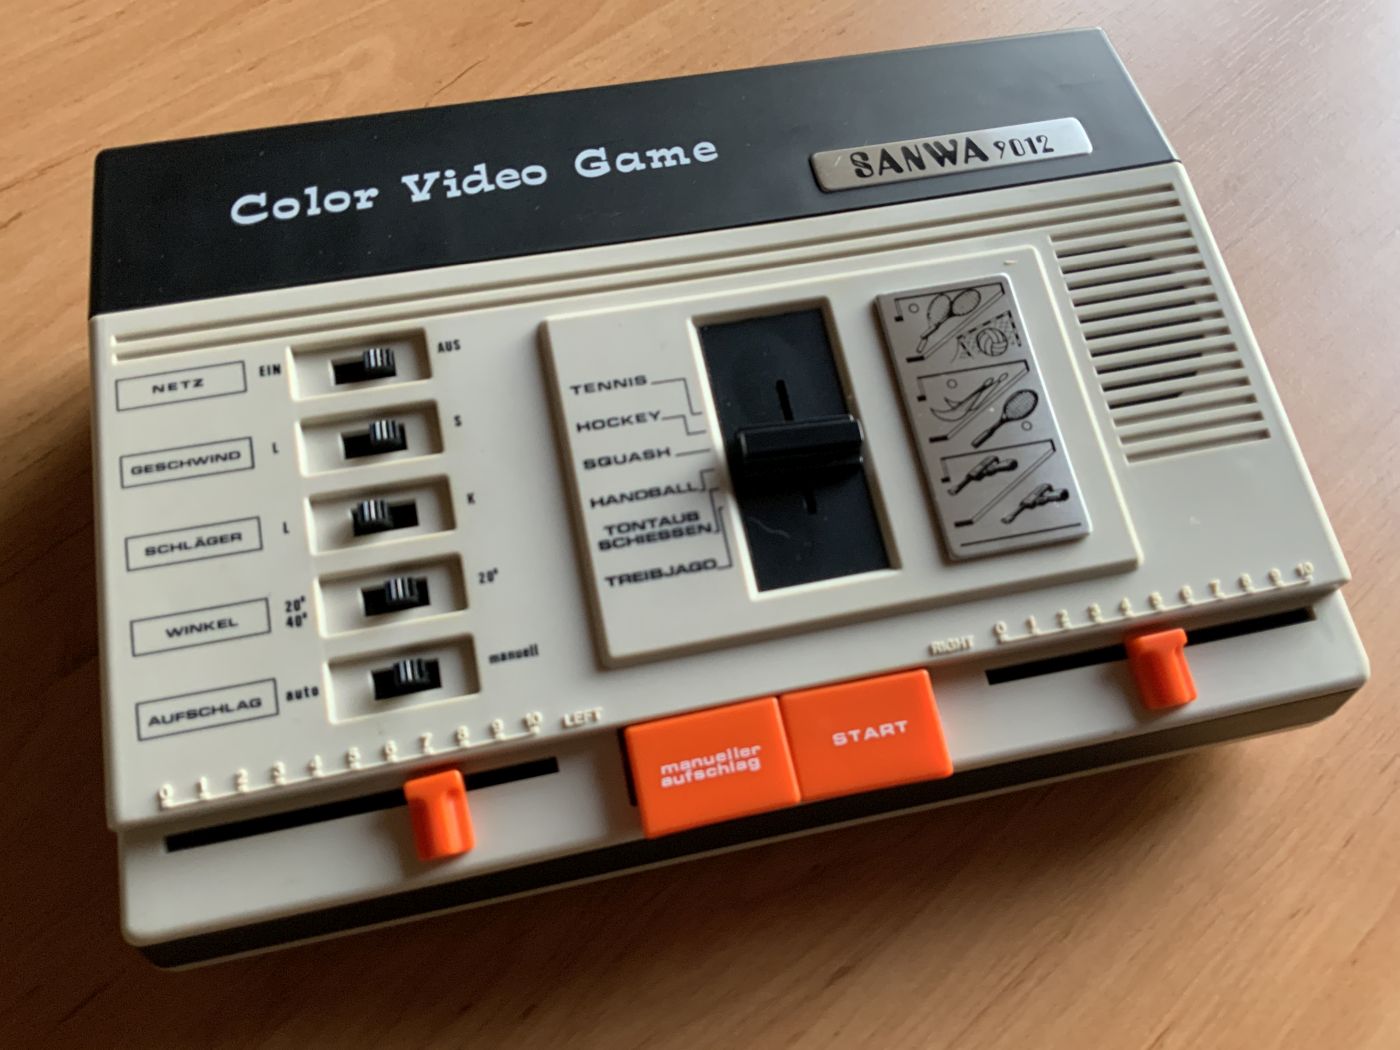 Color Video Game
SANWA 9012
NETZ
EIN
AUS
GESCHWIND
L
S
SCHLÄGER
L
K
WINKEL
20°
40°
20°
AUFSCHLAG
auto
manuell
TENNIS
HOCKEY
SQUASH
HANDBALL
TONTAUB
SCHIESSEN
TREIBJAGD
0 1 2 3 4 5 6 7 8 9 10 LEFT
manueller
aufschlag
START
RIGHT 0 1 2 3 4 5 6 7 8 9 10